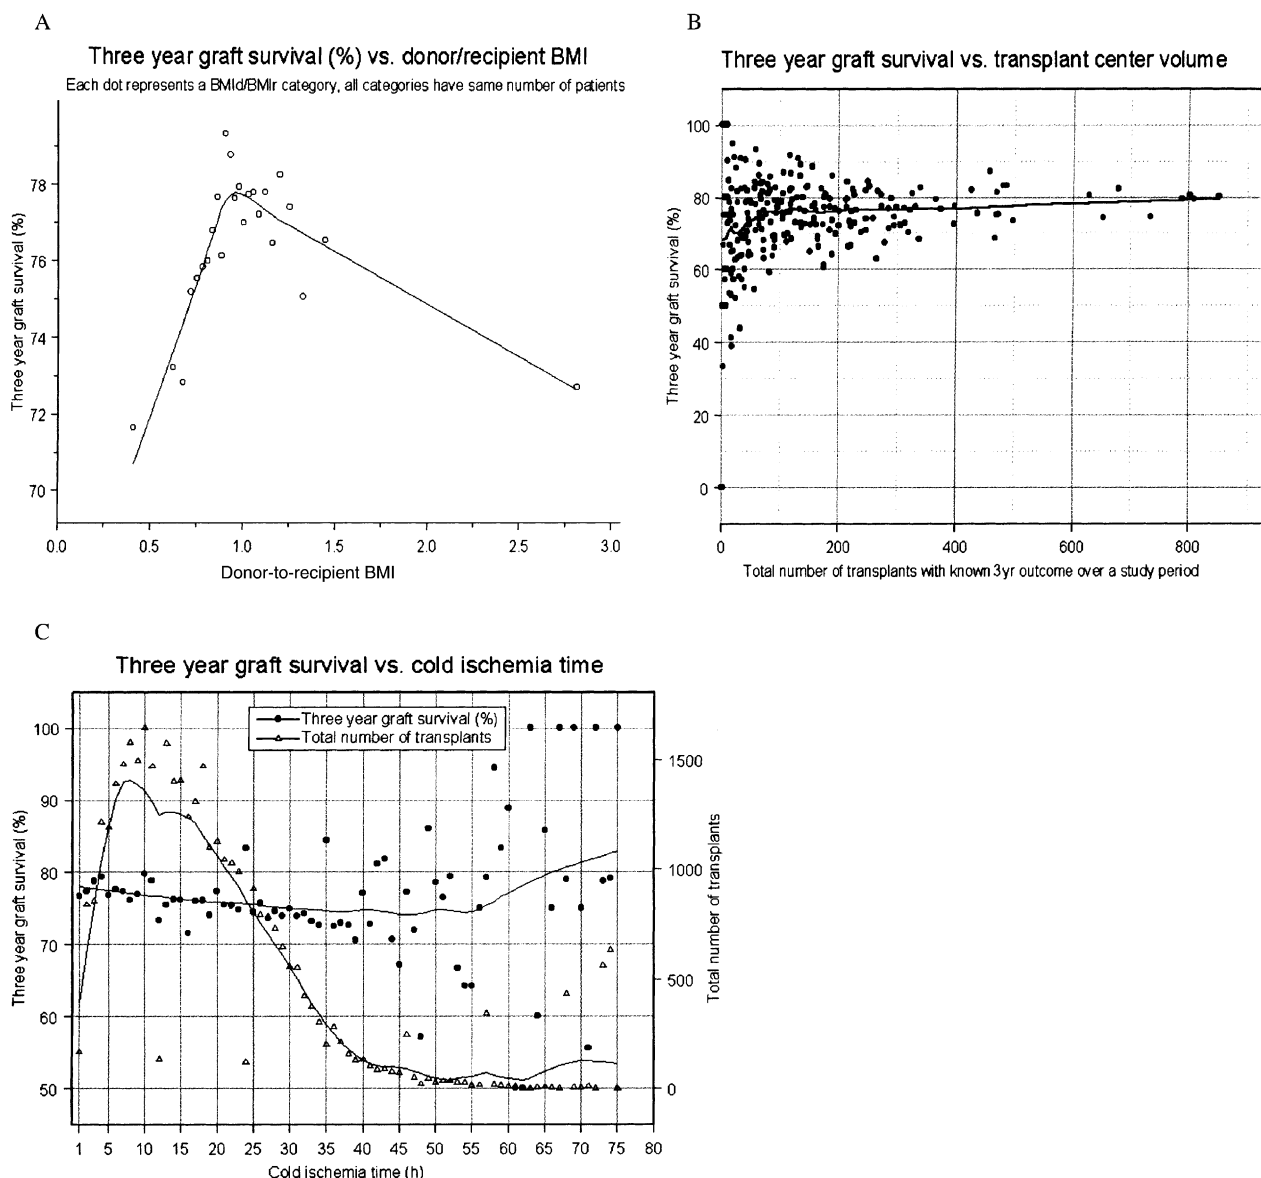 A
Three year graft survival (%) vs. donor/recipient BMI
Each dot represents a BMId/BMIr category, all categories have same number of patients
Three year graft survival (%)
78
76
74
72
70
0.0 0.5 1.0 1.5 2.0 2.5 3.0
Donor-to-recipient BMI
B
Three year graft survival vs. transplant center volume
Three year graft survival (%)
100
80
60
40
20
0
0 200 400 600 800
Total number of transplants with known 3yr outcome over a study period
C
Three year graft survival vs. cold ischemia time
Three year graft survival (%)
Total number of transplants
Three year graft survival (%)
100
90
80
70
60
50
1500
1000
500
0
Total number of transplants
1 5 10 15 20 25 30 35 40 45 50 55 60 65 70 75 80
Cold ischemia time (h)